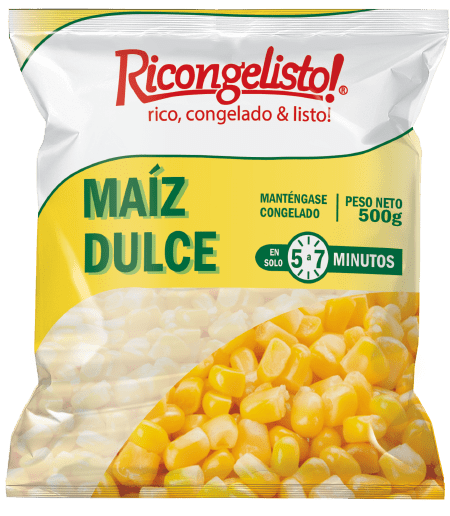 Ricongelisto!®
rico, congelado & listo!
MAÍZ
DULCE
MANTÉNGASE
CONGELADO
PESO NETO
500g
EN
SOLO
5 a 7
MINUTOS